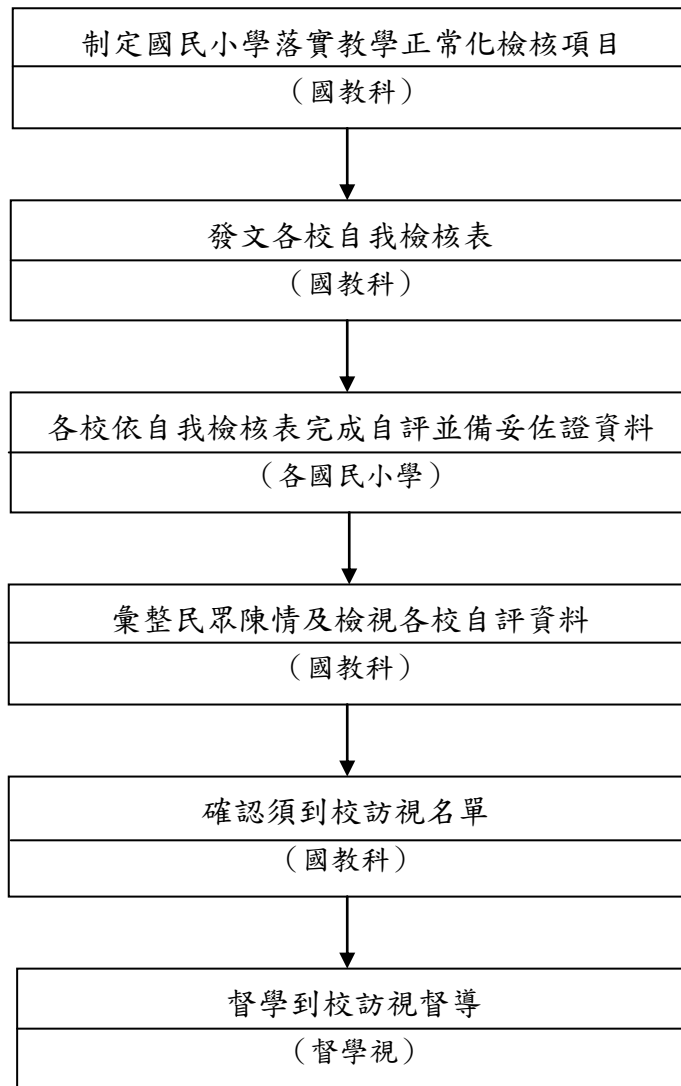 制定國民小學落實教學正常化檢核項目
（國教科）
發文各校自我檢核表
（國教科）
各校依自我檢核表完成自評並備妥佐證資料
（各國民小學）
彙整民眾陳情及檢視各校自評資料
（國教科）
確認須到校訪視名單
（國教科）
督學到校訪視督導
（督學視）